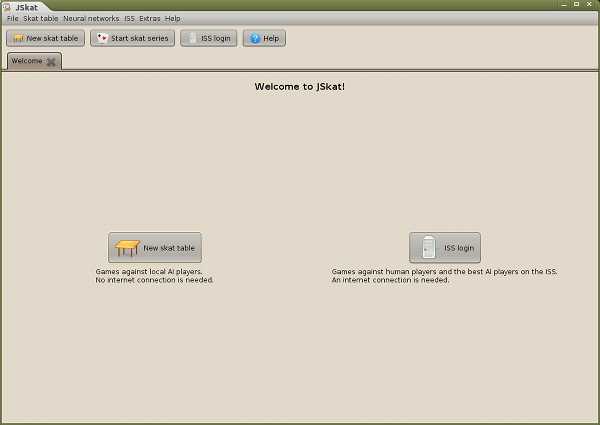 JSkat
File Skat table Neural networks ISS Extras Help
New skat table Start skat series ISS login Help
Welcome
Welcome to JSkat!
New skat table
ISS login
Games against local AI players.
No internet connection is needed.
Games against human players and the best AI players on the ISS.
An internet connection is needed.